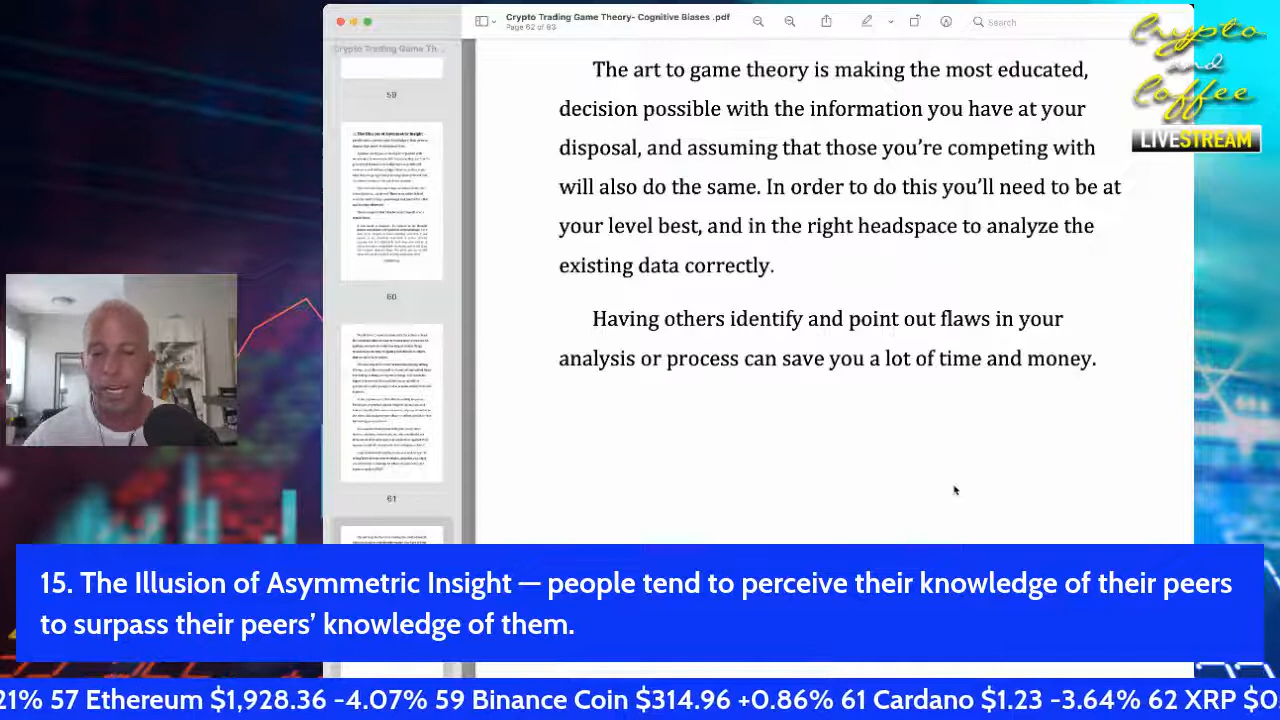 Crypto Trading Game Theory- Cognitive Biases .pdf
Page 62 of 83
Search
Crypto Trading Game Th...
59
60
61
The art to game theory is making the most educated,
decision possible with the information you have at your
disposal, and assuming that those you're competing with
will also do the same. In order to do this you'll need to be at
your level best, and in the right headspace to analyze the
existing data correctly.
Having others identify and point out flaws in your
analysis or process can save you a lot of time and money.
Crypto
and
Coffee
LIVESTREAM
15. The Illusion of Asymmetric Insight — people tend to perceive their knowledge of their peers
to surpass their peers' knowledge of them.
21% 57 Ethereum $1,928.36 -4.07% 59 Binance Coin $314.96 +0.86% 61 Cardano $1.23 -3.64% 62 XRP $0